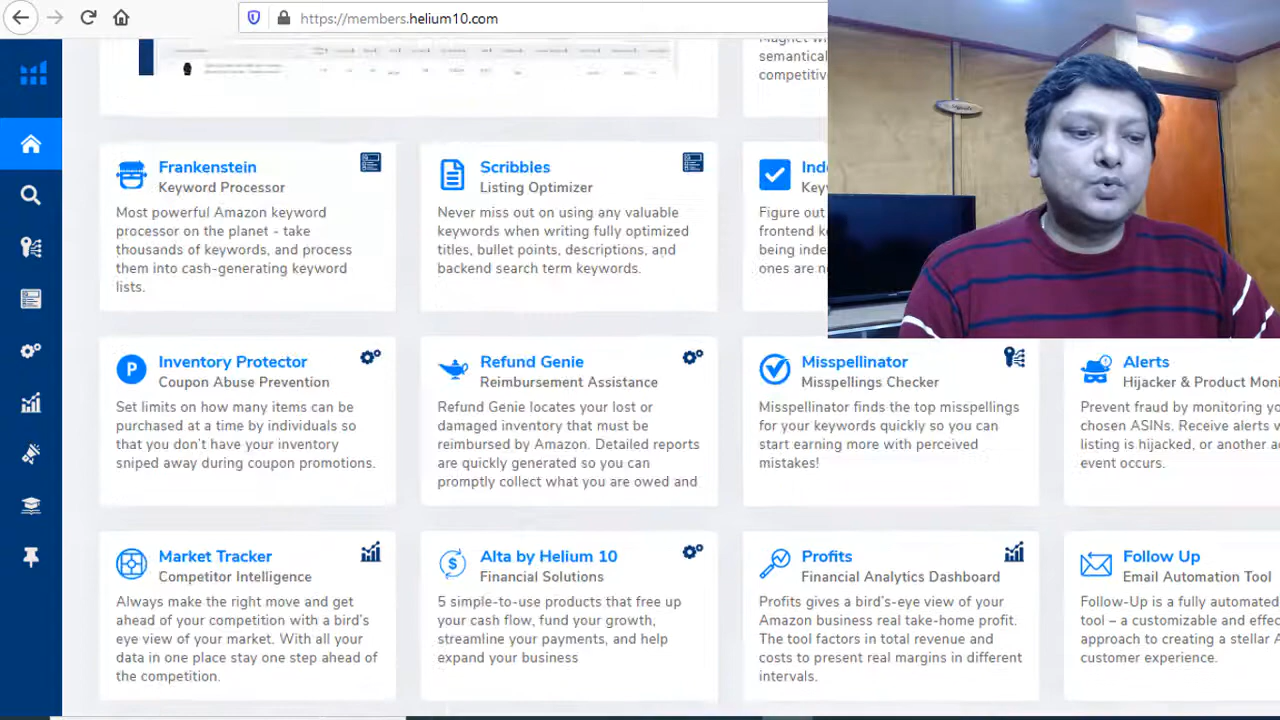 https://members.helium10.com
Magnet wi
semantical
competitive
Frankenstein
Keyword Processor
Most powerful Amazon keyword
processor on the planet - take
thousands of keywords, and process
them into cash-generating keyword
lists.
Scribbles
Listing Optimizer
Never miss out on using any valuable
keywords when writing fully optimized
titles, bullet points, descriptions, and
backend search term keywords.
Ind
Key
Figure out
frontend k
being inde
ones are n
Inventory Protector
Coupon Abuse Prevention
Set limits on how many items can be
purchased at a time by individuals so
that you don't have your inventory
sniped away during coupon promotions.
Refund Genie
Reimbursement Assistance
Refund Genie locates your lost or
damaged inventory that must be
reimbursed by Amazon. Detailed reports
are quickly generated so you can
promptly collect what you are owed and
Misspellinator
Misspellings Checker
Misspellinator finds the top misspellings
for your keywords quickly so you can
start earning more with perceived
mistakes!
Alerts
Hijacker & Product Moni
Prevent fraud by monitoring yo
chosen ASINs. Receive alerts w
listing is hijacked, or another a
event occurs.
Market Tracker
Competitor Intelligence
Always make the right move and get
ahead of your competition with a bird's
eye view of your market. With all your
data in one place stay one step ahead of
the competition.
Alta by Helium 10
Financial Solutions
5 simple-to-use products that free up
your cash flow, fund your growth,
streamline your payments, and help
expand your business
Profits
Financial Analytics Dashboard
Profits gives a bird's-eye view of your
Amazon business real take-home profit.
The tool factors in total revenue and
costs to present real margins in different
intervals.
Follow Up
Email Automation Tool
Follow-Up is a fully automated
tool – a customizable and effec
approach to creating a stellar A
customer experience.